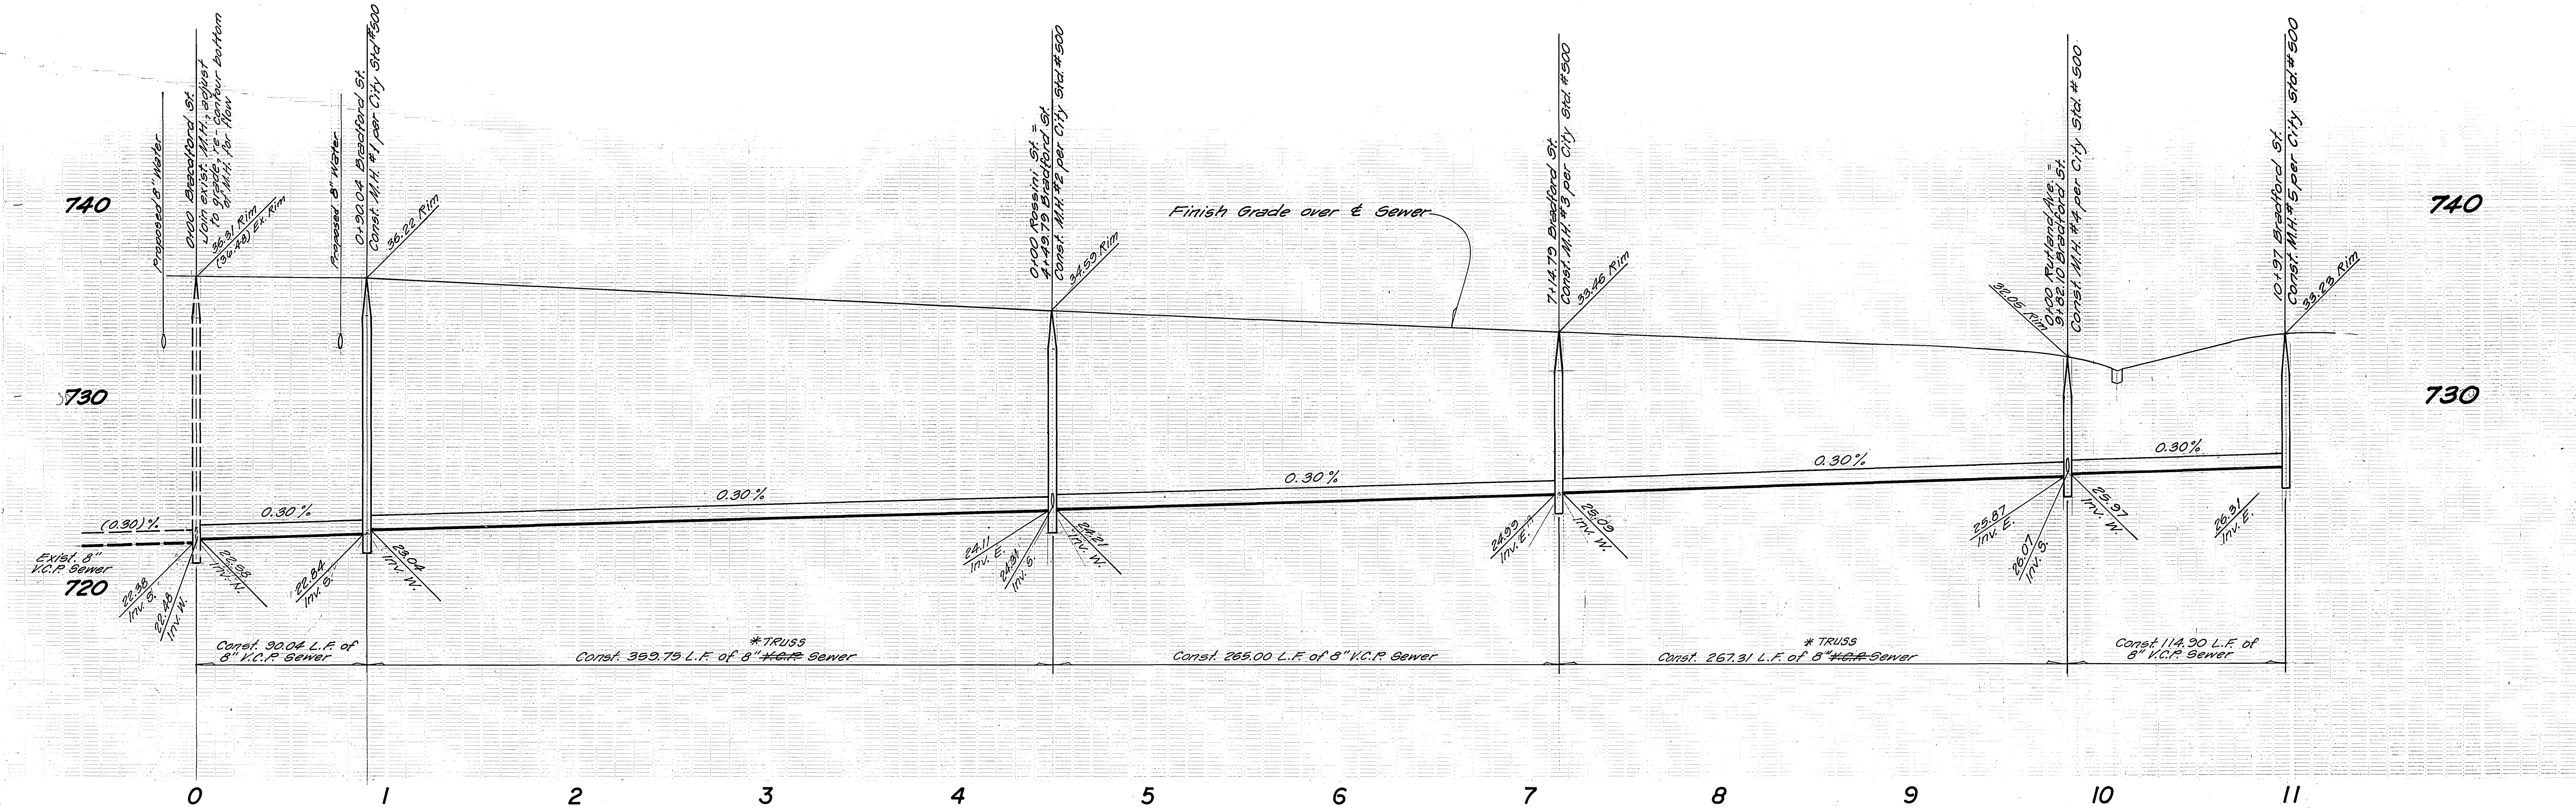 Proposed 8" Water
0+00 Bradford St.
Join exist. M.H., adjust
to grade, re-contour bottom
of M.H. for flow
36.31 Rim
(36.48) Ex. Rim
Proposed 8" Water
0+90.04 Bradford St.
Const. M.H. #1 per City Std #500
36.22 Rim
0+00 Rossini St. =
4+49.79 Bradford St.
Const. M.H. #2 per City Std. #500
34.59 Rim
Finish Grade over ℄ Sewer
7+14.79 Bradford St.
Const. M.H. #3 per City Std. #500
33.46 Rim
32.05 Rim
0+00 Rutland Ave. =
9+82.10 Bradford St.
Const. M.H. #4 per City Std. #500
10+97 Bradford St.
Const. M.H. #5 per City Std. #500
33.23 Rim
740
740
730
730
720
(0.30)%
0.30%
0.30%
0.30%
0.30%
0.30%
Exist. 8"
V.C.P. Sewer
22.38
Inv. S.
22.48
Inv. W.
22.58
Inv. N.
22.84
Inv. S.
23.04
Inv. W.
24.11
Inv. E.
24.31
Inv. S.
24.21
Inv. W.
24.99
Inv. E.
25.09
Inv. W.
25.87
Inv. E.
26.07
Inv. S.
25.97
Inv. W.
26.31
Inv. E.
Const. 90.04 L.F. of
8" V.C.P. Sewer
* TRUSS
Const. 359.75 L.F. of 8" V.C.P. Sewer
Const. 265.00 L.F. of 8" V.C.P. Sewer
* TRUSS
Const. 267.31 L.F. of 8" V.C.P. Sewer
Const. 114.90 L.F. of
8" V.C.P. Sewer
0 1 2 3 4 5 6 7 8 9 10 11